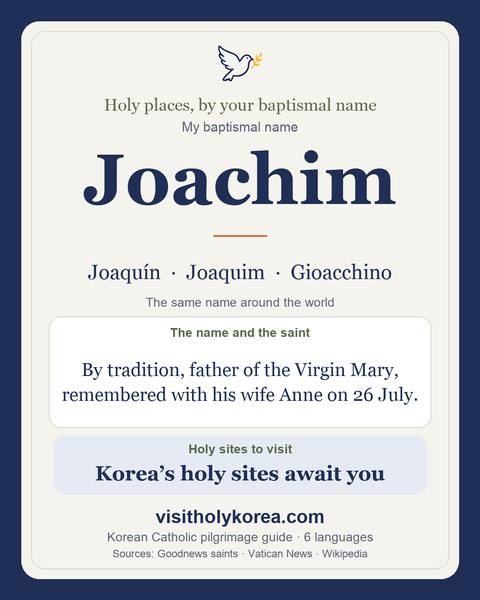 Holy places, by your baptismal name
My baptismal name
Joachim
Joaquín · Joaquim · Gioacchino
The same name around the world
The name and the saint
By tradition, father of the Virgin Mary,
remembered with his wife Anne on 26 July.
Holy sites to visit
Korea’s holy sites await you
visitholykorea.com
Korean Catholic pilgrimage guide · 6 languages
Sources: Goodnews saints · Vatican News · Wikipedia